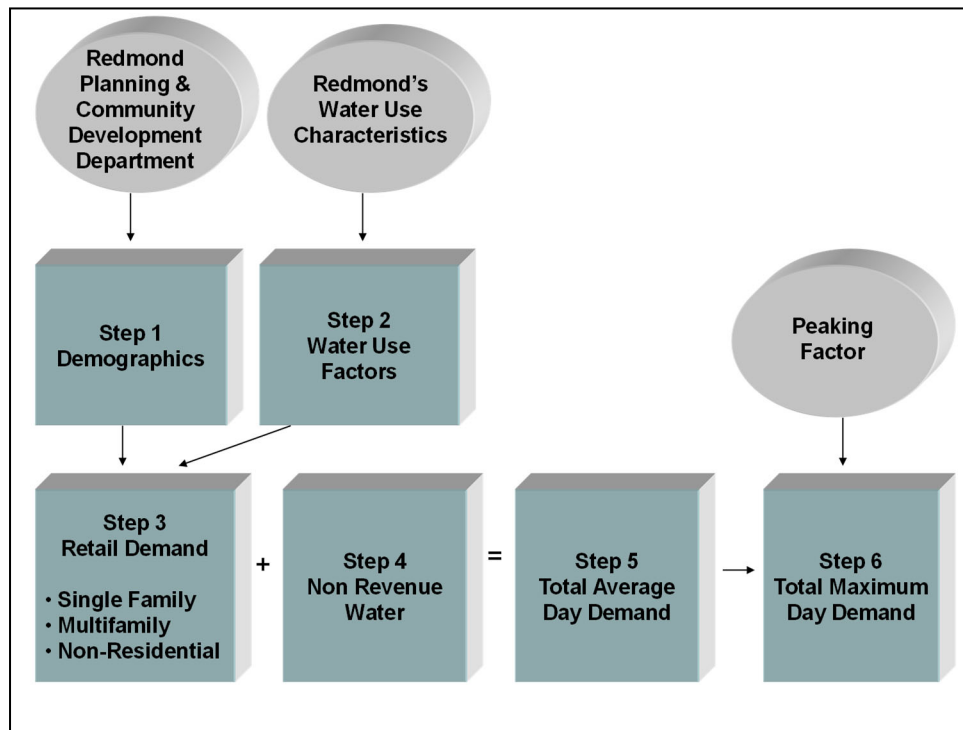 Redmond
Planning &
Community
Development
Department
Redmond's
Water Use
Characteristics
Step 1
Demographics
Step 2
Water Use
Factors
Peaking
Factor
Step 3
Retail Demand
• Single Family
• Multifamily
• Non-Residential
+
Step 4
Non Revenue
Water
=
Step 5
Total Average
Day Demand
Step 6
Total Maximum
Day Demand